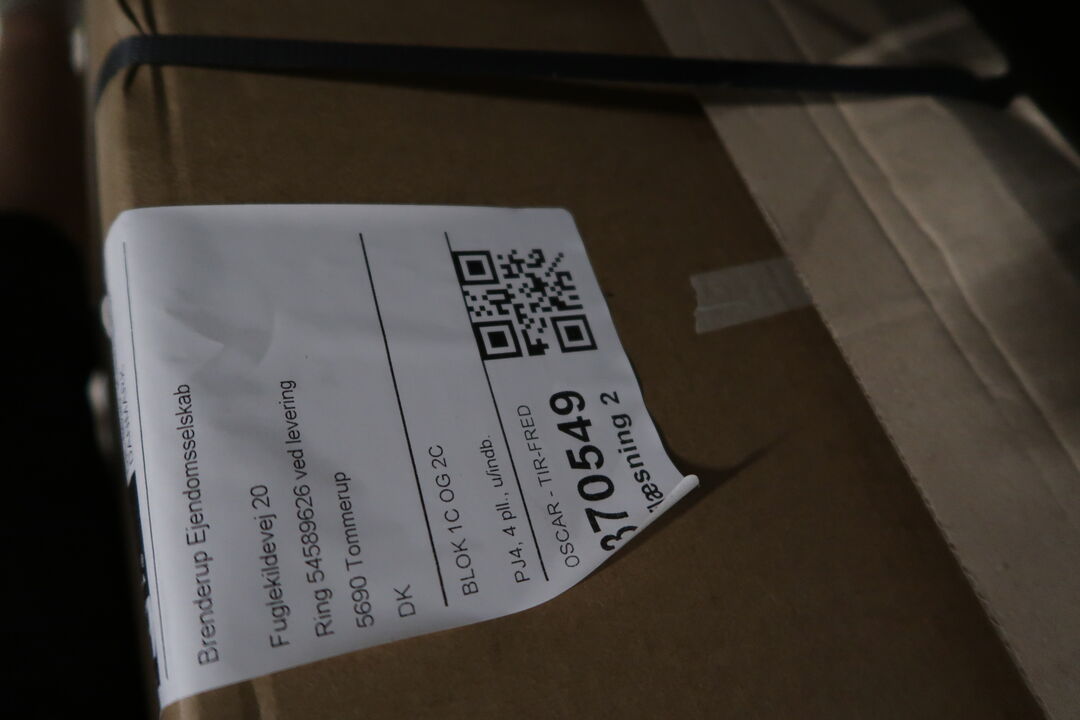 Brenderup Ejendomsselskab
Fuglekildevej 20
Ring 54589626 ved levering
5690 Tommerup
DK
BLOK 1C OG 2C
PJ4, 4 pll., u/indb.
OSCAR - TIR-FRED
370549
læsning 2